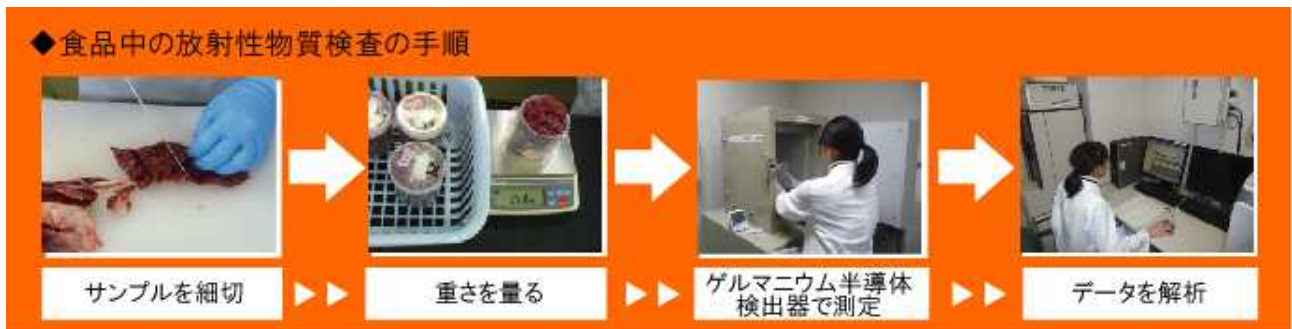 ◆食品中の放射性物質検査の手順
サンプルを細切
重さを量る
ゲルマニウム半導体
検出器で測定
データを解析